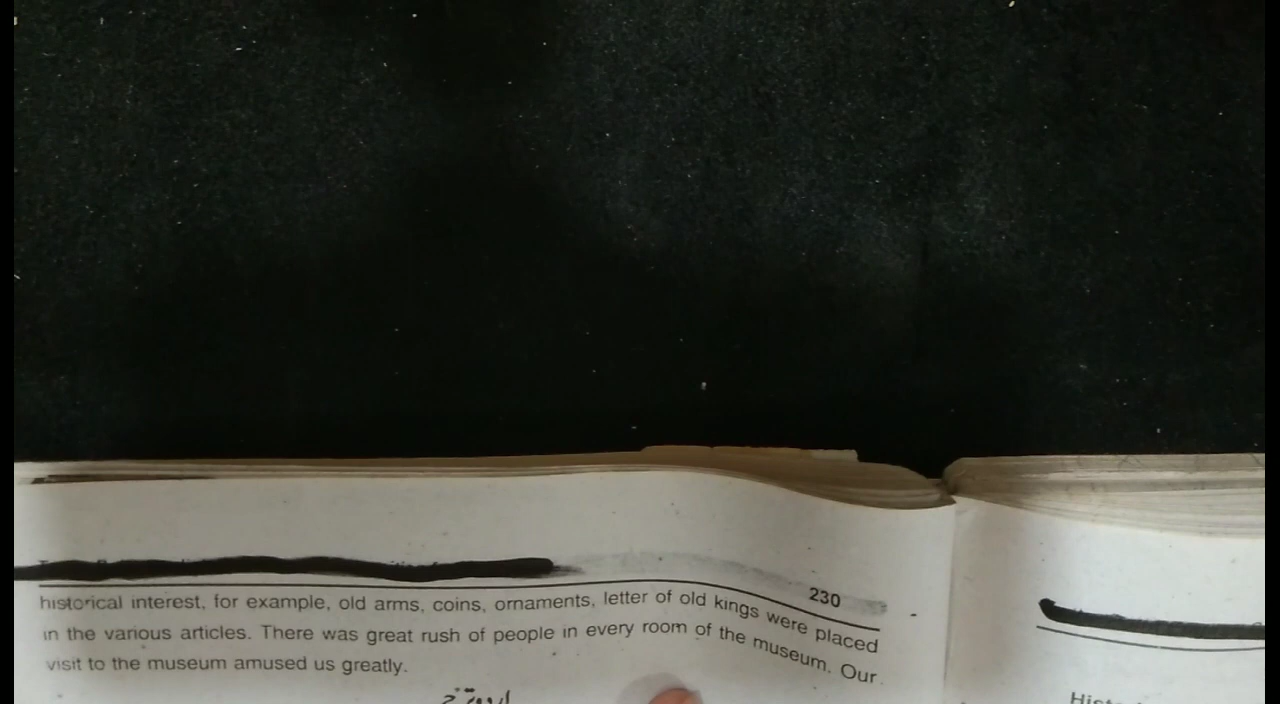 230
historical interest, for example, old arms, coins, ornaments, letter of old kings were placed
in the various articles. There was great rush of people in every room of the museum. Our
visit to the museum amused us greatly.